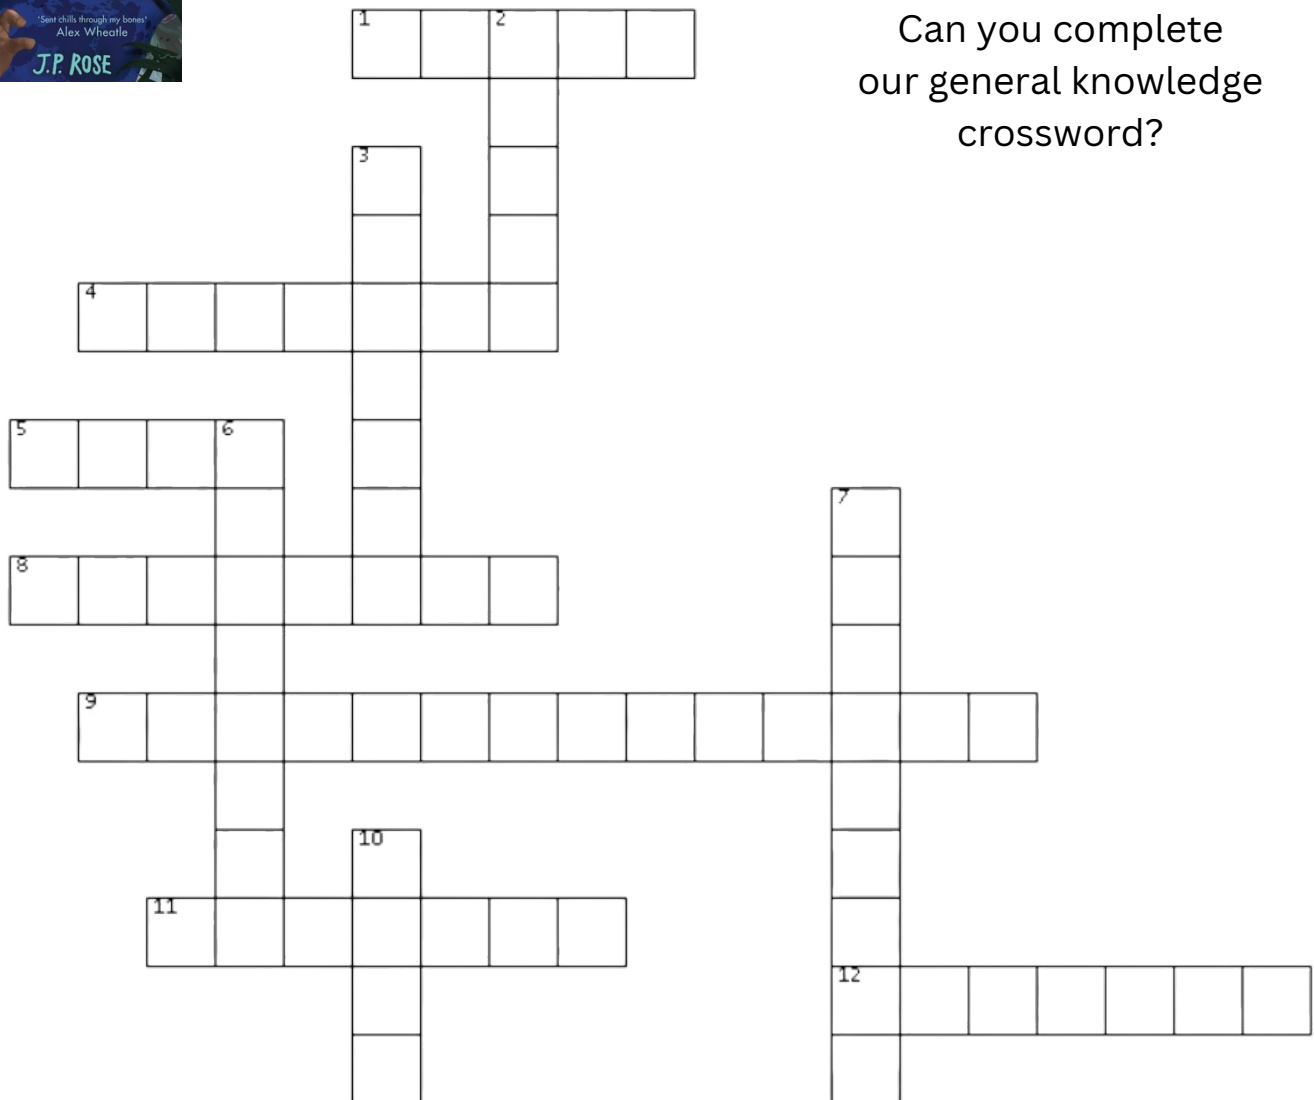 'Sent chills through my bones'
Alex Wheatle
J.P. ROSE
Can you complete
our general knowledge
crossword?
1
2
3
4
5
6
7
8
9
10
11
12